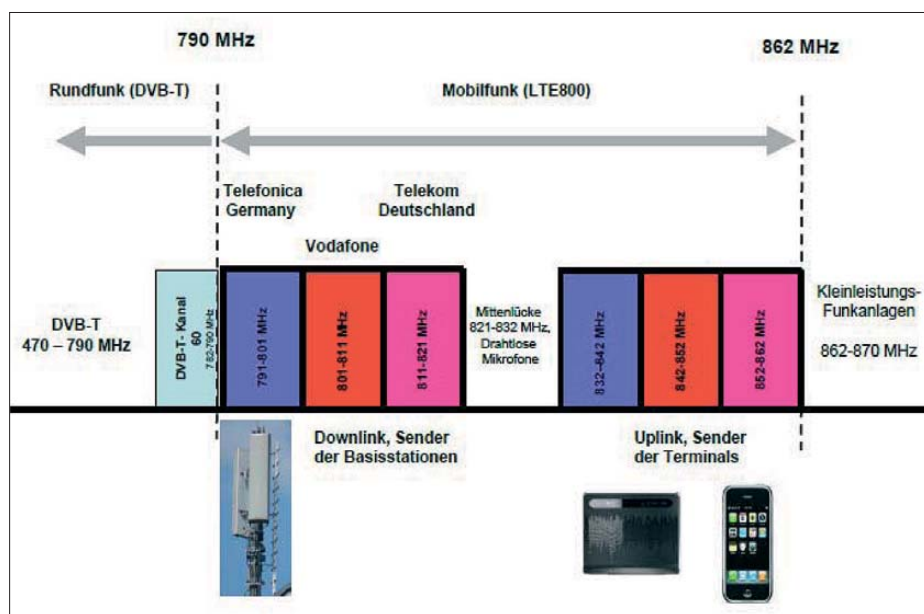 790 MHz
862 MHz
Rundfunk (DVB-T)
Mobilfunk (LTE800)
Telefonica
Germany
Telekom
Deutschland
Vodafone
DVB-T
470 – 790 MHz
DVB-T- Kanal
60
782-790 MHz
791-801 MHz
801-811 MHz
811-821 MHz
Mittenlücke
821-832 MHz,
Drahtlose
Mikrofone
832–842 MHz
842-852 MHz
852-862 MHz
Kleinleistungs-
Funkanlagen
862-870 MHz
Downlink, Sender
der Basisstationen
Uplink, Sender
der Terminals